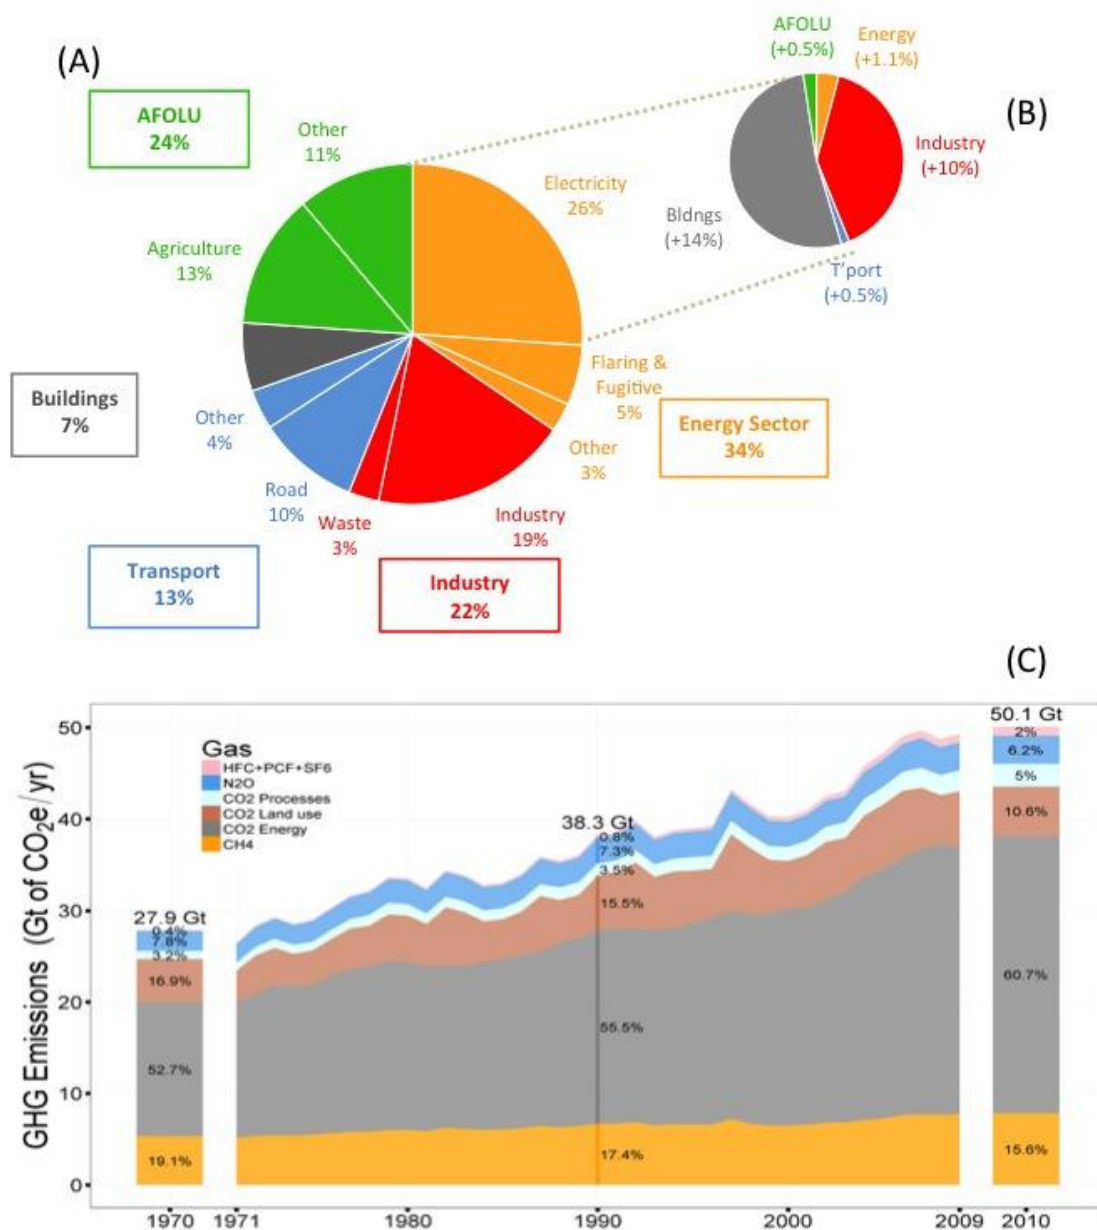 (A)
AFOLU
24%
Other
11%
Electricity
26%
Agriculture
13%
Buildings
7%
Other
4%
Road
10%
Waste
3%
Industry
19%
Other
3%
Flaring &
Fugitive
5%
Energy Sector
34%
Transport
13%
Industry
22%
(B)
AFOLU
(+0.5%)
Energy
(+1.1%)
Industry
(+10%)
Bldngs
(+14%)
T'port
(+0.5%)
(C)
GHG Emissions (Gt of CO2e/yr)
50
40
30
20
10
0
Gas
HFC+PCF+SF6
N2O
CO2 Processes
CO2 Land use
CO2 Energy
CH4
27.9 Gt
0.4%
7.8%
3.2%
16.9%
52.7%
19.1%
38.3 Gt
0.8%
7.3%
3.5%
15.5%
55.5%
17.4%
50.1 Gt
2%
6.2%
5%
10.6%
60.7%
15.6%
1970
1971
1980
1990
2000
2009
2010